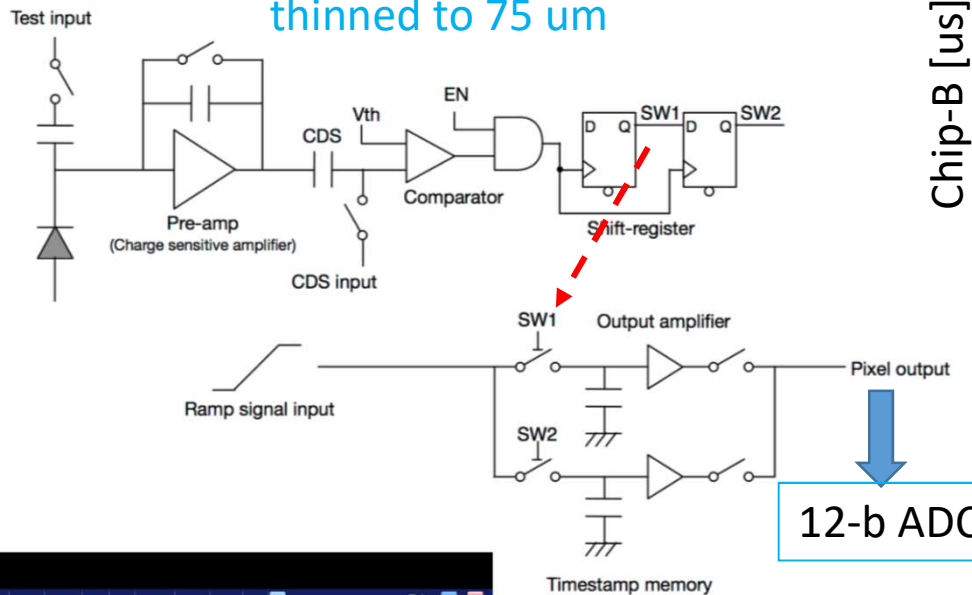 thinned to 75 um
Test input
Chip-B [us]
Vth
EN
CDS
D Q
SW1
D Q
SW2
Comparator
Pre-amp
(Charge sensitive amplifier)
Shift-register
CDS input
SW1
Output amplifier
Ramp signal input
Pixel output
SW2
12-b ADC
Timestamp memory